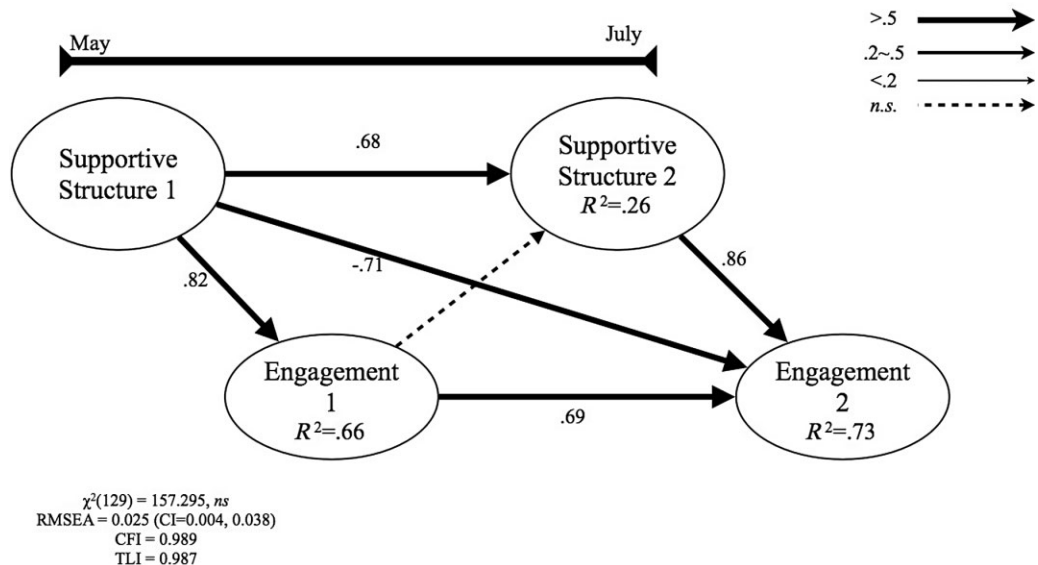 May
July
>.5
.2~.5
<.2
n.s.
Supportive
Structure 1
.68
Supportive
Structure 2
R²=.26
.82
-.71
.86
Engagement
1
R²=.66
.69
Engagement
2
R²=.73
χ²(129) = 157.295, ns
RMSEA = 0.025 (CI=0.004, 0.038)
CFI = 0.989
TLI = 0.987